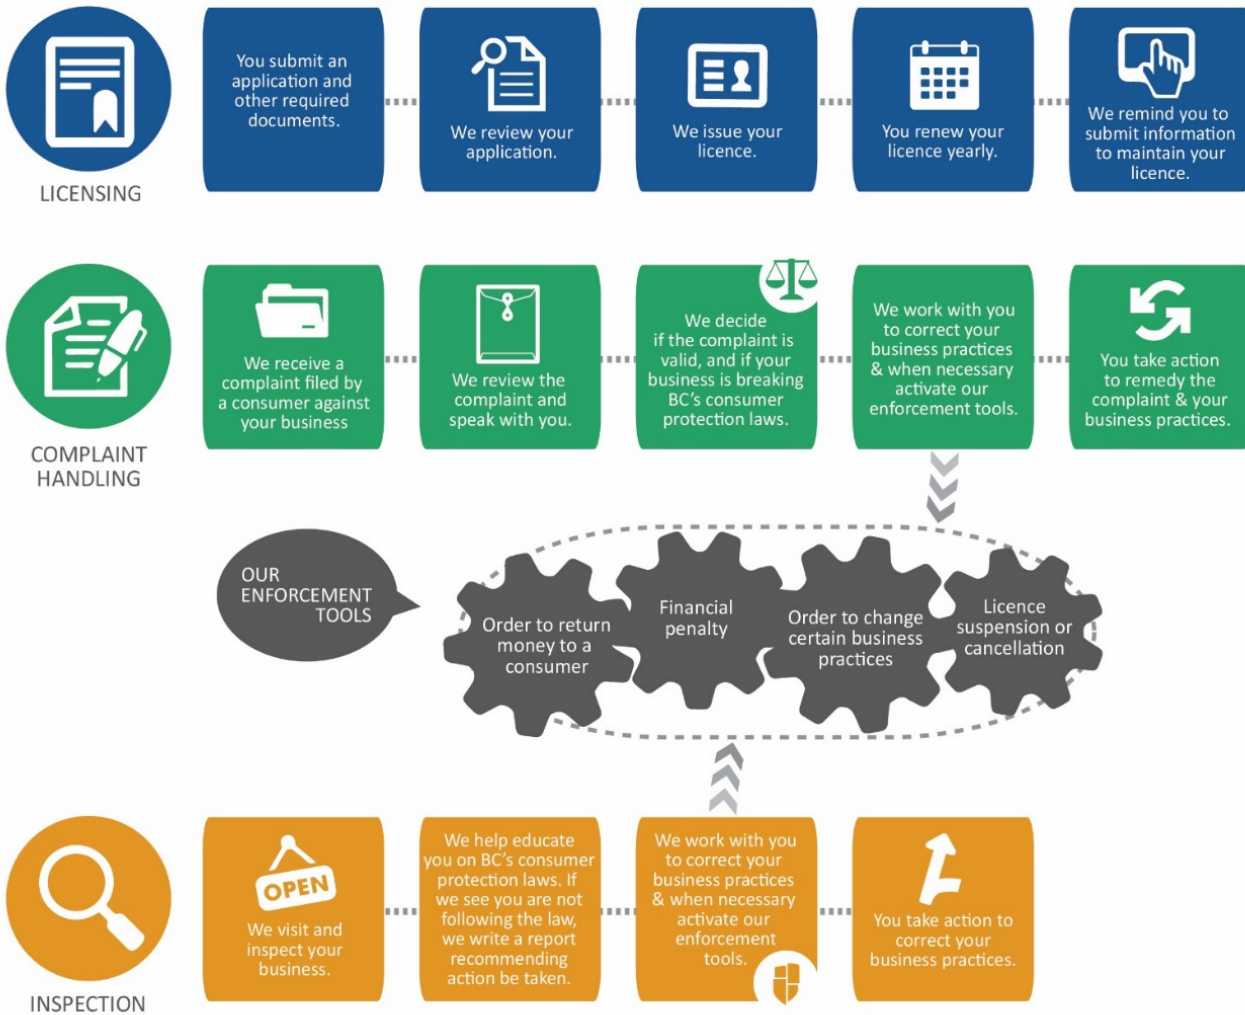 LICENSING
You submit an
application and
other required
documents.
We review your
application.
We issue your
licence.
You renew your
licence yearly.
We remind you to
submit information
to maintain your
licence.
COMPLAINT
HANDLING
We receive a
complaint filed by
a consumer against
your business
We review the
complaint and
speak with you.
We decide
if the complaint is
valid, and if your
business is breaking
BC's consumer
protection laws.
We work with you
to correct your
business practices
& when necessary
activate our
enforcement tools.
You take action
to remedy the
complaint & your
business practices.
OUR
ENFORCEMENT
TOOLS
Order to return
money to a
consumer
Financial
penalty
Order to change
certain business
practices
Licence
suspension or
cancellation
INSPECTION
OPEN
We visit and
inspect your
business.
We help educate
you on BC's consumer
protection laws. If
we see you are not
following the law,
we write a report
recommending
action be taken.
We work with you
to correct your
business practices
& when necessary
activate our
enforcement
tools.
You take action to
correct your
business practices.